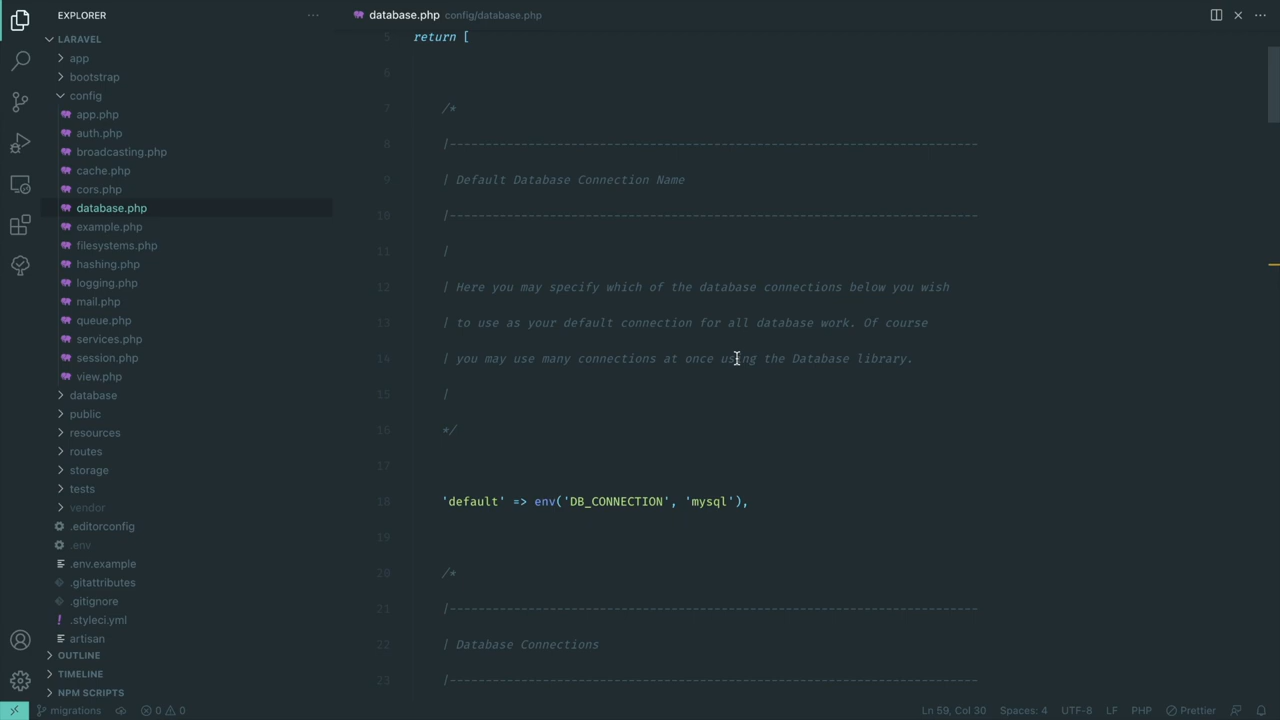 EXPLORER
LARAVEL
app
bootstrap
config
app.php
auth.php
broadcasting.php
cache.php
cors.php
database.php
example.php
filesystems.php
hashing.php
logging.php
mail.php
queue.php
services.php
session.php
view.php
database
public
resources
routes
storage
tests
vendor
.editorconfig
.env
.env.example
.gitattributes
.gitignore
! .styleci.yml
artisan
OUTLINE
TIMELINE
NPM SCRIPTS
database.php config/database.php
5 return [
6
7 /*
8 |--------------------------------------------------------------------------
9 | Default Database Connection Name
10 |--------------------------------------------------------------------------
11 |
12 | Here you may specify which of the database connections below you wish
13 | to use as your default connection for all database work. Of course
14 | you may use many connections at once using the Database library.
15 |
16 */
17
18 'default' => env('DB_CONNECTION', 'mysql'),
19
20 /*
21 |--------------------------------------------------------------------------
22 | Database Connections
23 |--------------------------------------------------------------------------
migrations 0 0 Ln 59, Col 30 Spaces: 4 UTF-8 LF PHP Prettier